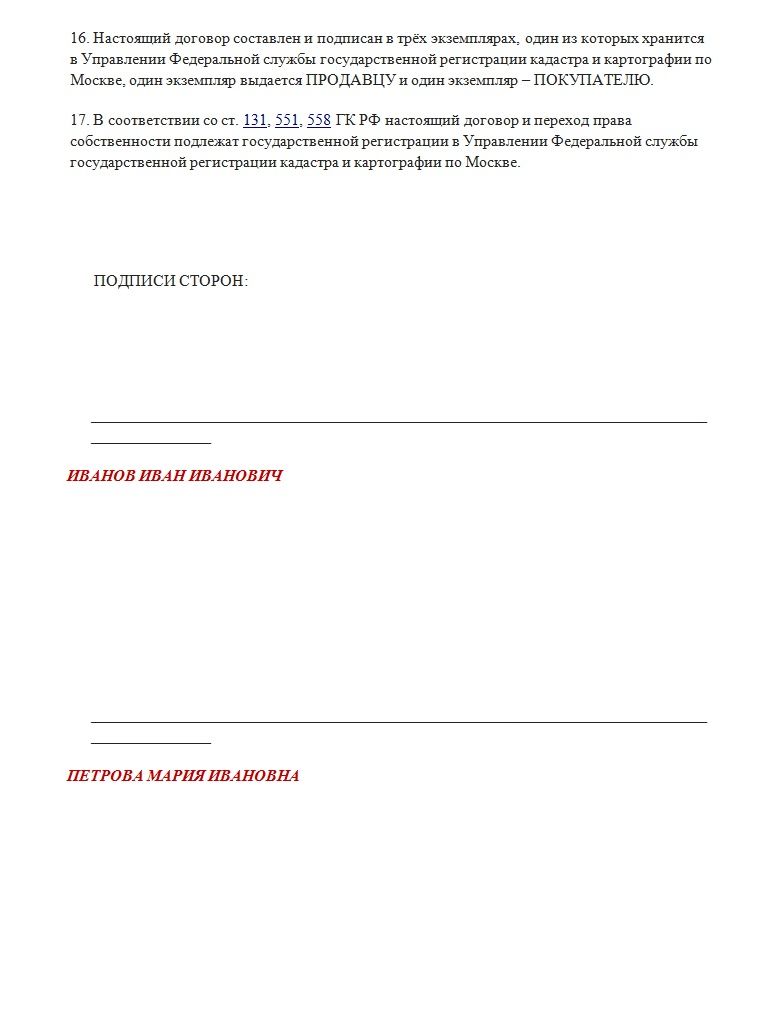 16. Настоящий договор составлен и подписан в трёх экземплярах, один из которых хранится
в Управлении Федеральной службы государственной регистрации кадастра и картографии по
Москве, один экземпляр выдается ПРОДАВЦУ и один экземпляр – ПОКУПАТЕЛЮ.
17. В соответствии со ст. 131, 551, 558 ГК РФ настоящий договор и переход права
собственности подлежат государственной регистрации в Управлении Федеральной службы
государственной регистрации кадастра и картографии по Москве.
ПОДПИСИ СТОРОН:
ИВАНОВ ИВАН ИВАНОВИЧ
ПЕТРОВА МАРИЯ ИВАНОВНА